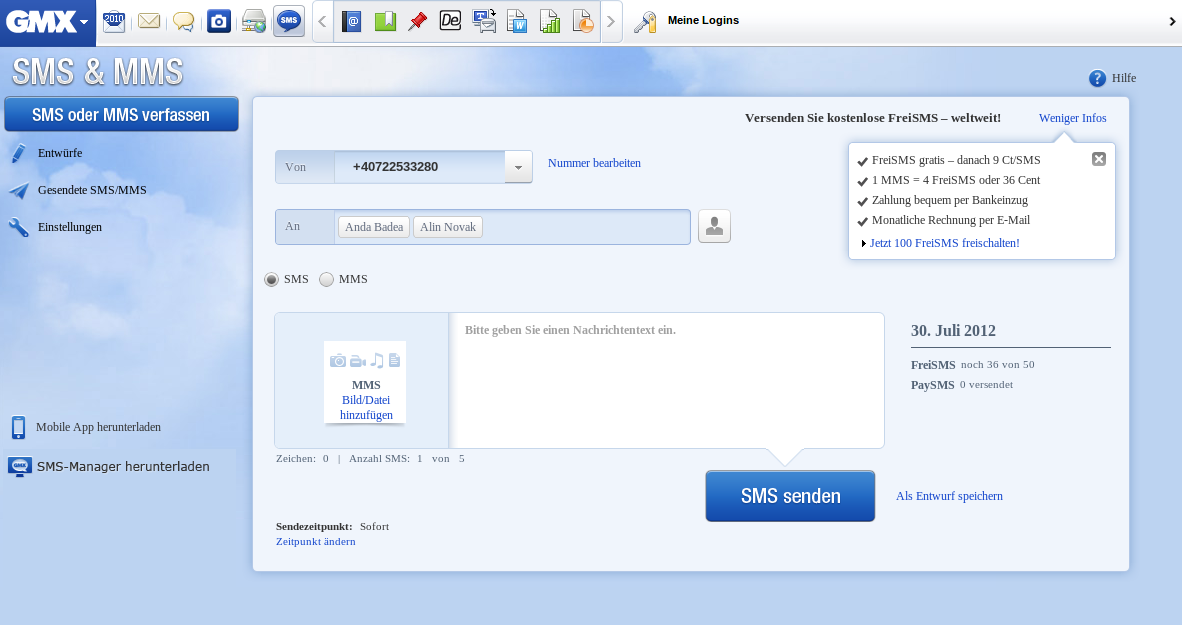 GMX
2010
SMS
@
De
T
W
Meine Logins
SMS & MMS
? Hilfe
SMS oder MMS verfassen
Versenden Sie kostenlose FreiSMS – weltweit!
Weniger Infos
Entwürfe
Gesendete SMS/MMS
Einstellungen
Von
+40722533280
Nummer bearbeiten
FreiSMS gratis – danach 9 Ct/SMS
1 MMS = 4 FreiSMS oder 36 Cent
Zahlung bequem per Bankeinzug
Monatliche Rechnung per E-Mail
Jetzt 100 FreiSMS freischalten!
An
Anda Badea
Alin Novak
SMS
MMS
Bitte geben Sie einen Nachrichtentext ein.
MMS
Bild/Datei
hinzufügen
30. Juli 2012
FreiSMS noch 36 von 50
PaySMS 0 versendet
Mobile App herunterladen
GMX
SMS-Manager herunterladen
Zeichen: 0 | Anzahl SMS: 1 von 5
SMS senden
Als Entwurf speichern
Sendezeitpunkt: Sofort
Zeitpunkt ändern